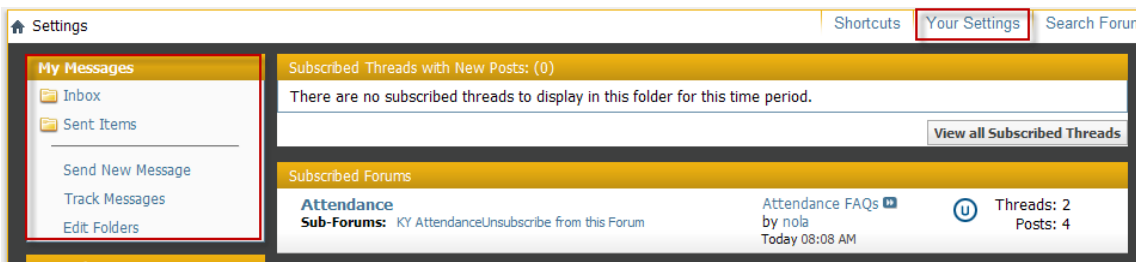 Settings
Shortcuts
Your Settings
Search Forur
My Messages
Inbox
Sent Items
Send New Message
Track Messages
Edit Folders
Subscribed Threads with New Posts: (0)
There are no subscribed threads to display in this folder for this time period.
View all Subscribed Threads
Subscribed Forums
Attendance
Sub-Forums: KY AttendanceUnsubscribe from this Forum
Attendance FAQs
by nola
Today 08:08 AM
U
Threads: 2
Posts: 4